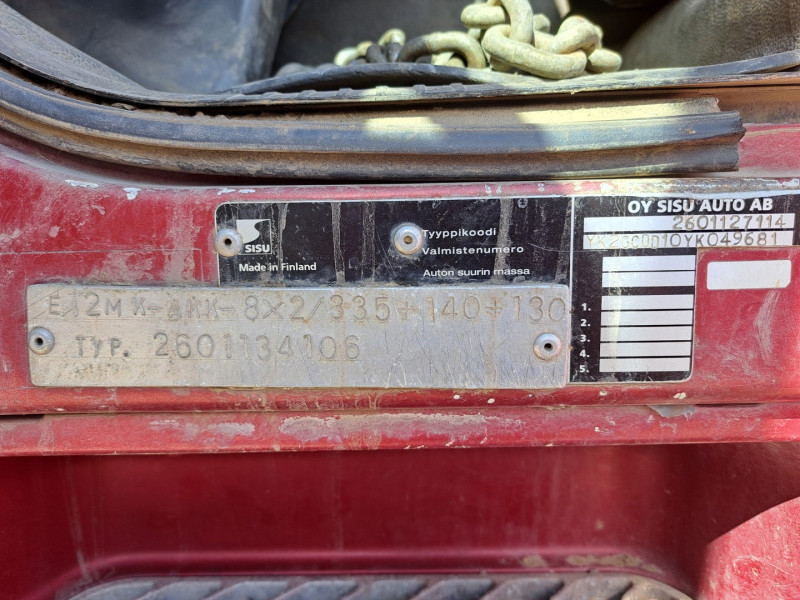 OY SISU AUTO AB
SISU
Made in Finland
Tyyppikoodi
Valmistenumero
Auton suurin massa
2601127114
1.
2.
3.
4.
5.
8X2/335+140+130
TYP. 2601134106